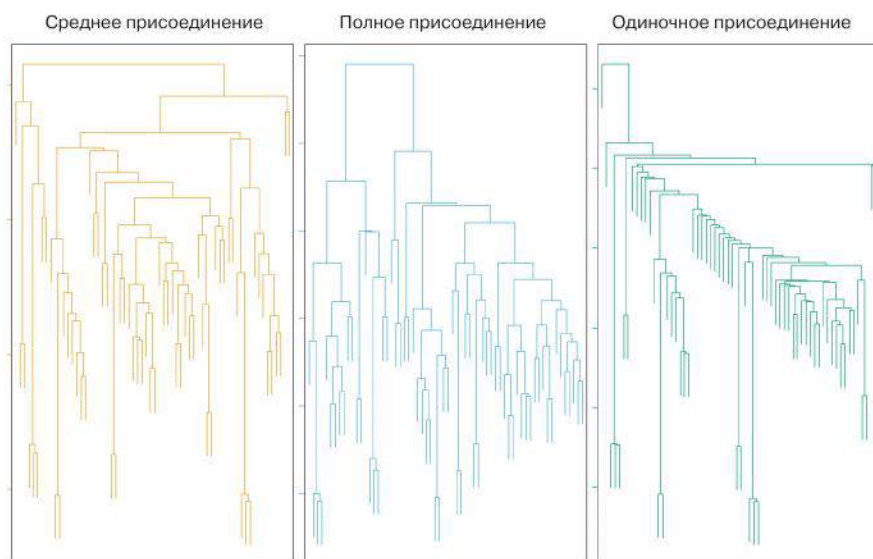 Среднее присоединение
Полное присоединение
Одиночное присоединение